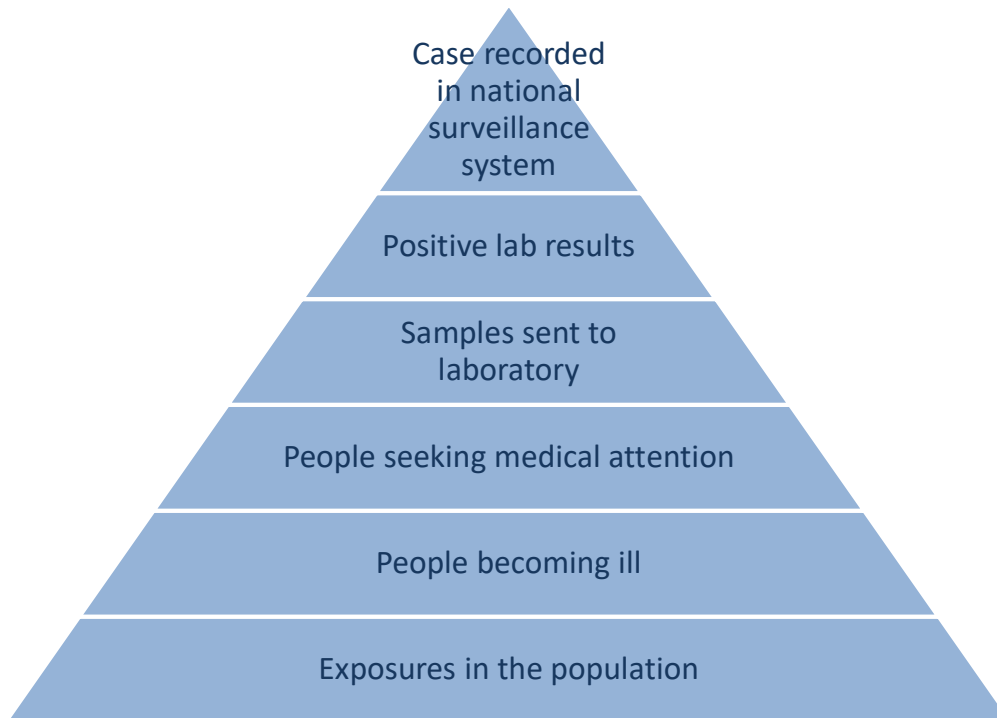 Case recorded
in national
surveillance
system
Positive lab results
Samples sent to
laboratory
People seeking medical attention
People becoming ill
Exposures in the population